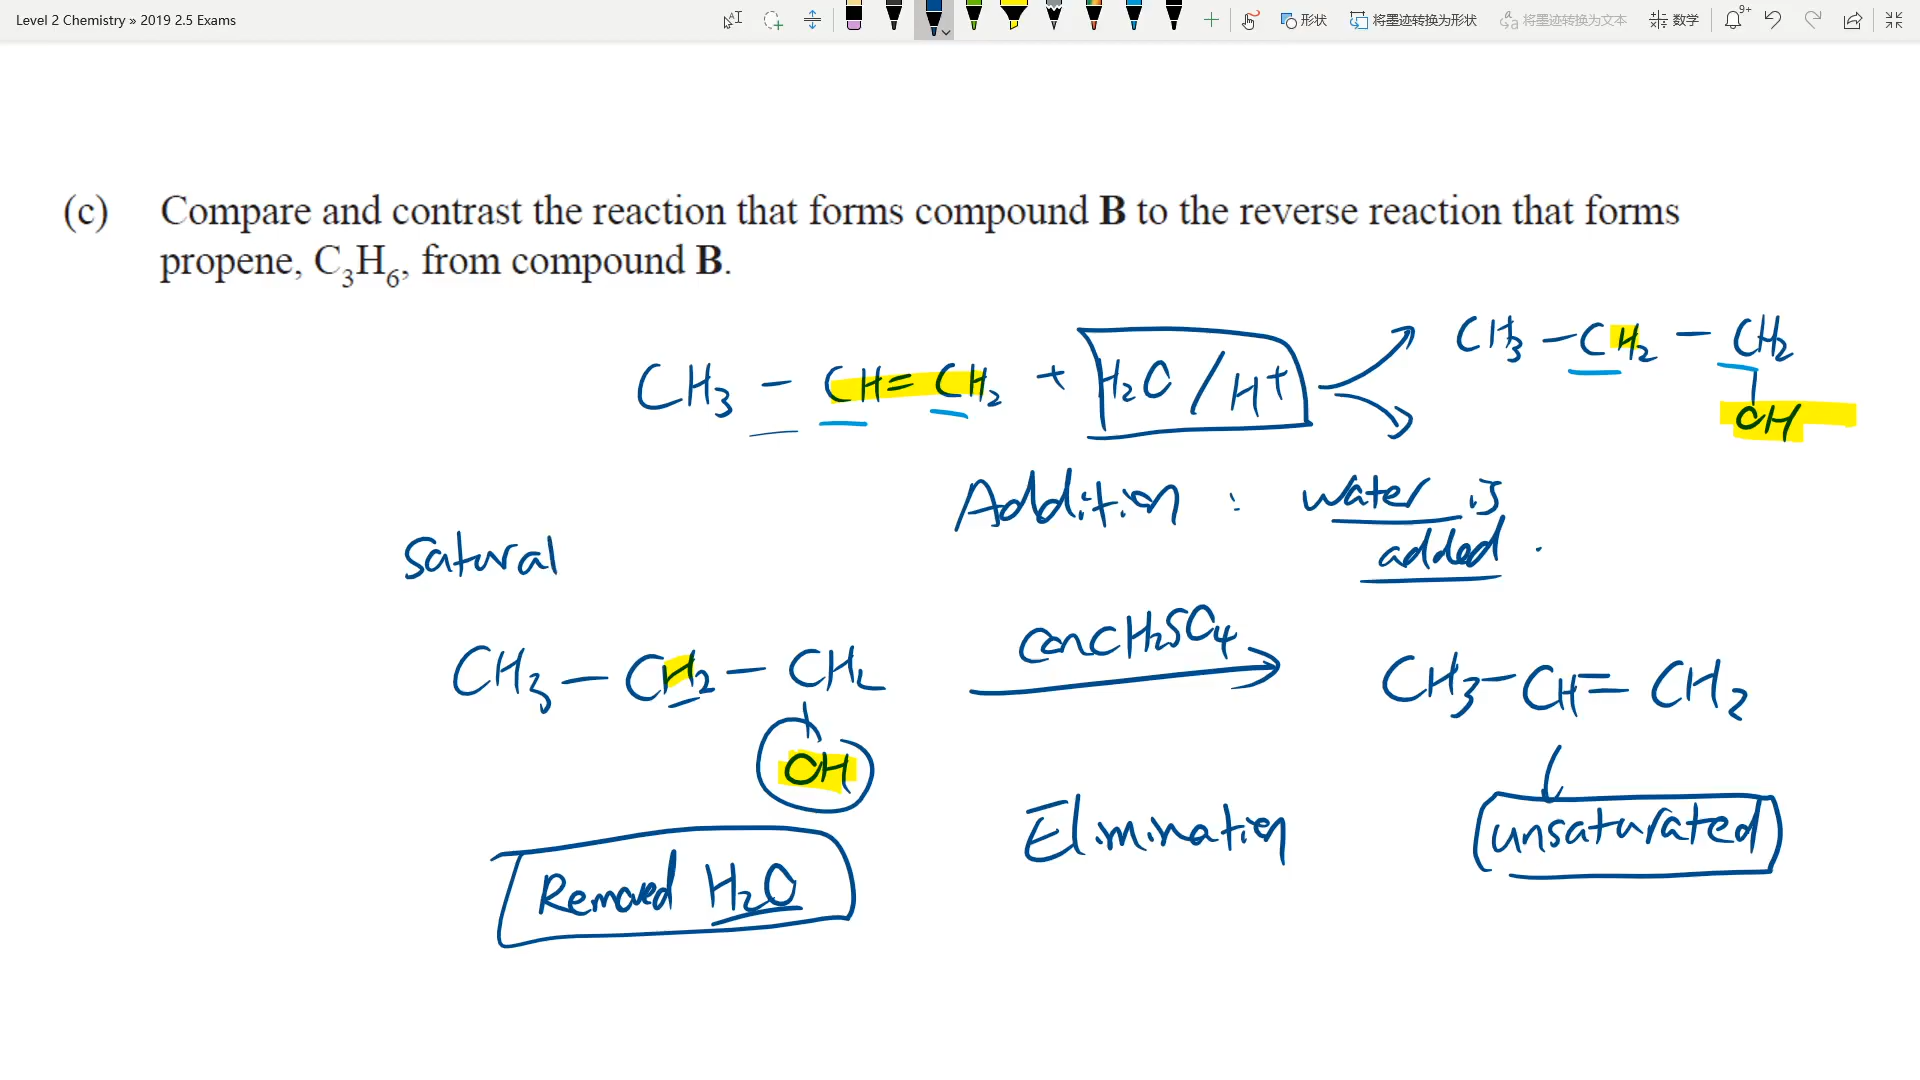 Level 2 Chemistry » 2019 2.5 Exams
形状 将墨迹转换为形状 将墨迹转换为文本 数学 9+
(c) Compare and contrast the reaction that forms compound B to the reverse reaction that forms
propene, C₃H₆, from compound B.
CH₃ – CH = CH₂ + H₂O / H+
CH₃ – CH₂ – CH₂
OH
Addition : water is
added .
satural
CH₃ – CH₂ – CH₂
OH
concH₂SO₄
CH₃ – CH = CH₂
Elimination
unsaturated
Removed H₂O